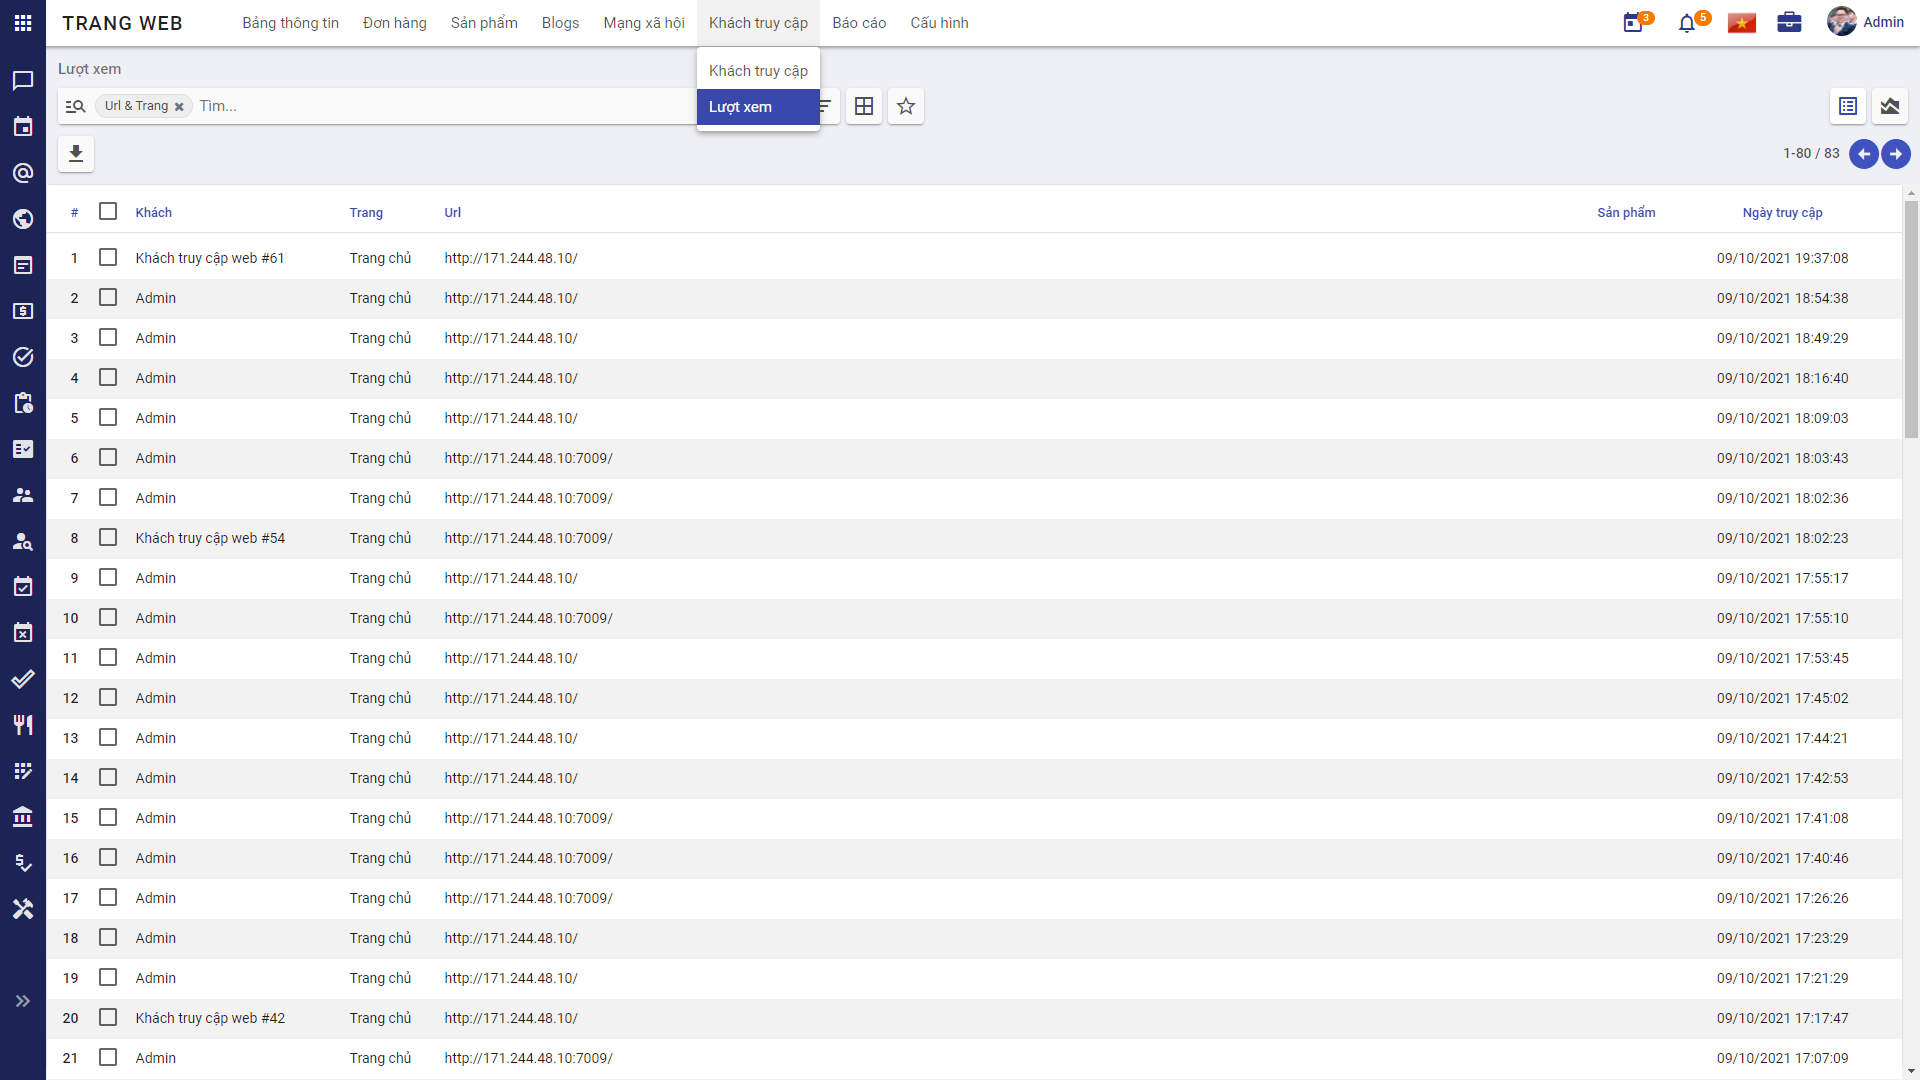 TRANG WEB Bảng thông tin Đơn hàng Sản phẩm Blogs Mạng xã hội Khách truy cập Báo cáo Cấu hình 3 5 Admin
Lượt xem
Khách truy cập
Lượt xem
Url & Trang Tìm...
1-80 / 83
# Khách Trang Url Sản phẩm Ngày truy cập
1 Khách truy cập web #61 Trang chủ http://171.244.48.10/ 09/10/2021 19:37:08
2 Admin Trang chủ http://171.244.48.10/ 09/10/2021 18:54:38
3 Admin Trang chủ http://171.244.48.10/ 09/10/2021 18:49:29
4 Admin Trang chủ http://171.244.48.10/ 09/10/2021 18:16:40
5 Admin Trang chủ http://171.244.48.10/ 09/10/2021 18:09:03
6 Admin Trang chủ http://171.244.48.10:7009/ 09/10/2021 18:03:43
7 Admin Trang chủ http://171.244.48.10:7009/ 09/10/2021 18:02:36
8 Khách truy cập web #54 Trang chủ http://171.244.48.10:7009/ 09/10/2021 18:02:23
9 Admin Trang chủ http://171.244.48.10/ 09/10/2021 17:55:17
10 Admin Trang chủ http://171.244.48.10:7009/ 09/10/2021 17:55:10
11 Admin Trang chủ http://171.244.48.10/ 09/10/2021 17:53:45
12 Admin Trang chủ http://171.244.48.10/ 09/10/2021 17:45:02
13 Admin Trang chủ http://171.244.48.10/ 09/10/2021 17:44:21
14 Admin Trang chủ http://171.244.48.10/ 09/10/2021 17:42:53
15 Admin Trang chủ http://171.244.48.10:7009/ 09/10/2021 17:41:08
16 Admin Trang chủ http://171.244.48.10:7009/ 09/10/2021 17:40:46
17 Admin Trang chủ http://171.244.48.10:7009/ 09/10/2021 17:26:26
18 Admin Trang chủ http://171.244.48.10/ 09/10/2021 17:23:29
19 Admin Trang chủ http://171.244.48.10/ 09/10/2021 17:21:29
20 Khách truy cập web #42 Trang chủ http://171.244.48.10/ 09/10/2021 17:17:47
21 Admin Trang chủ http://171.244.48.10:7009/ 09/10/2021 17:07:09